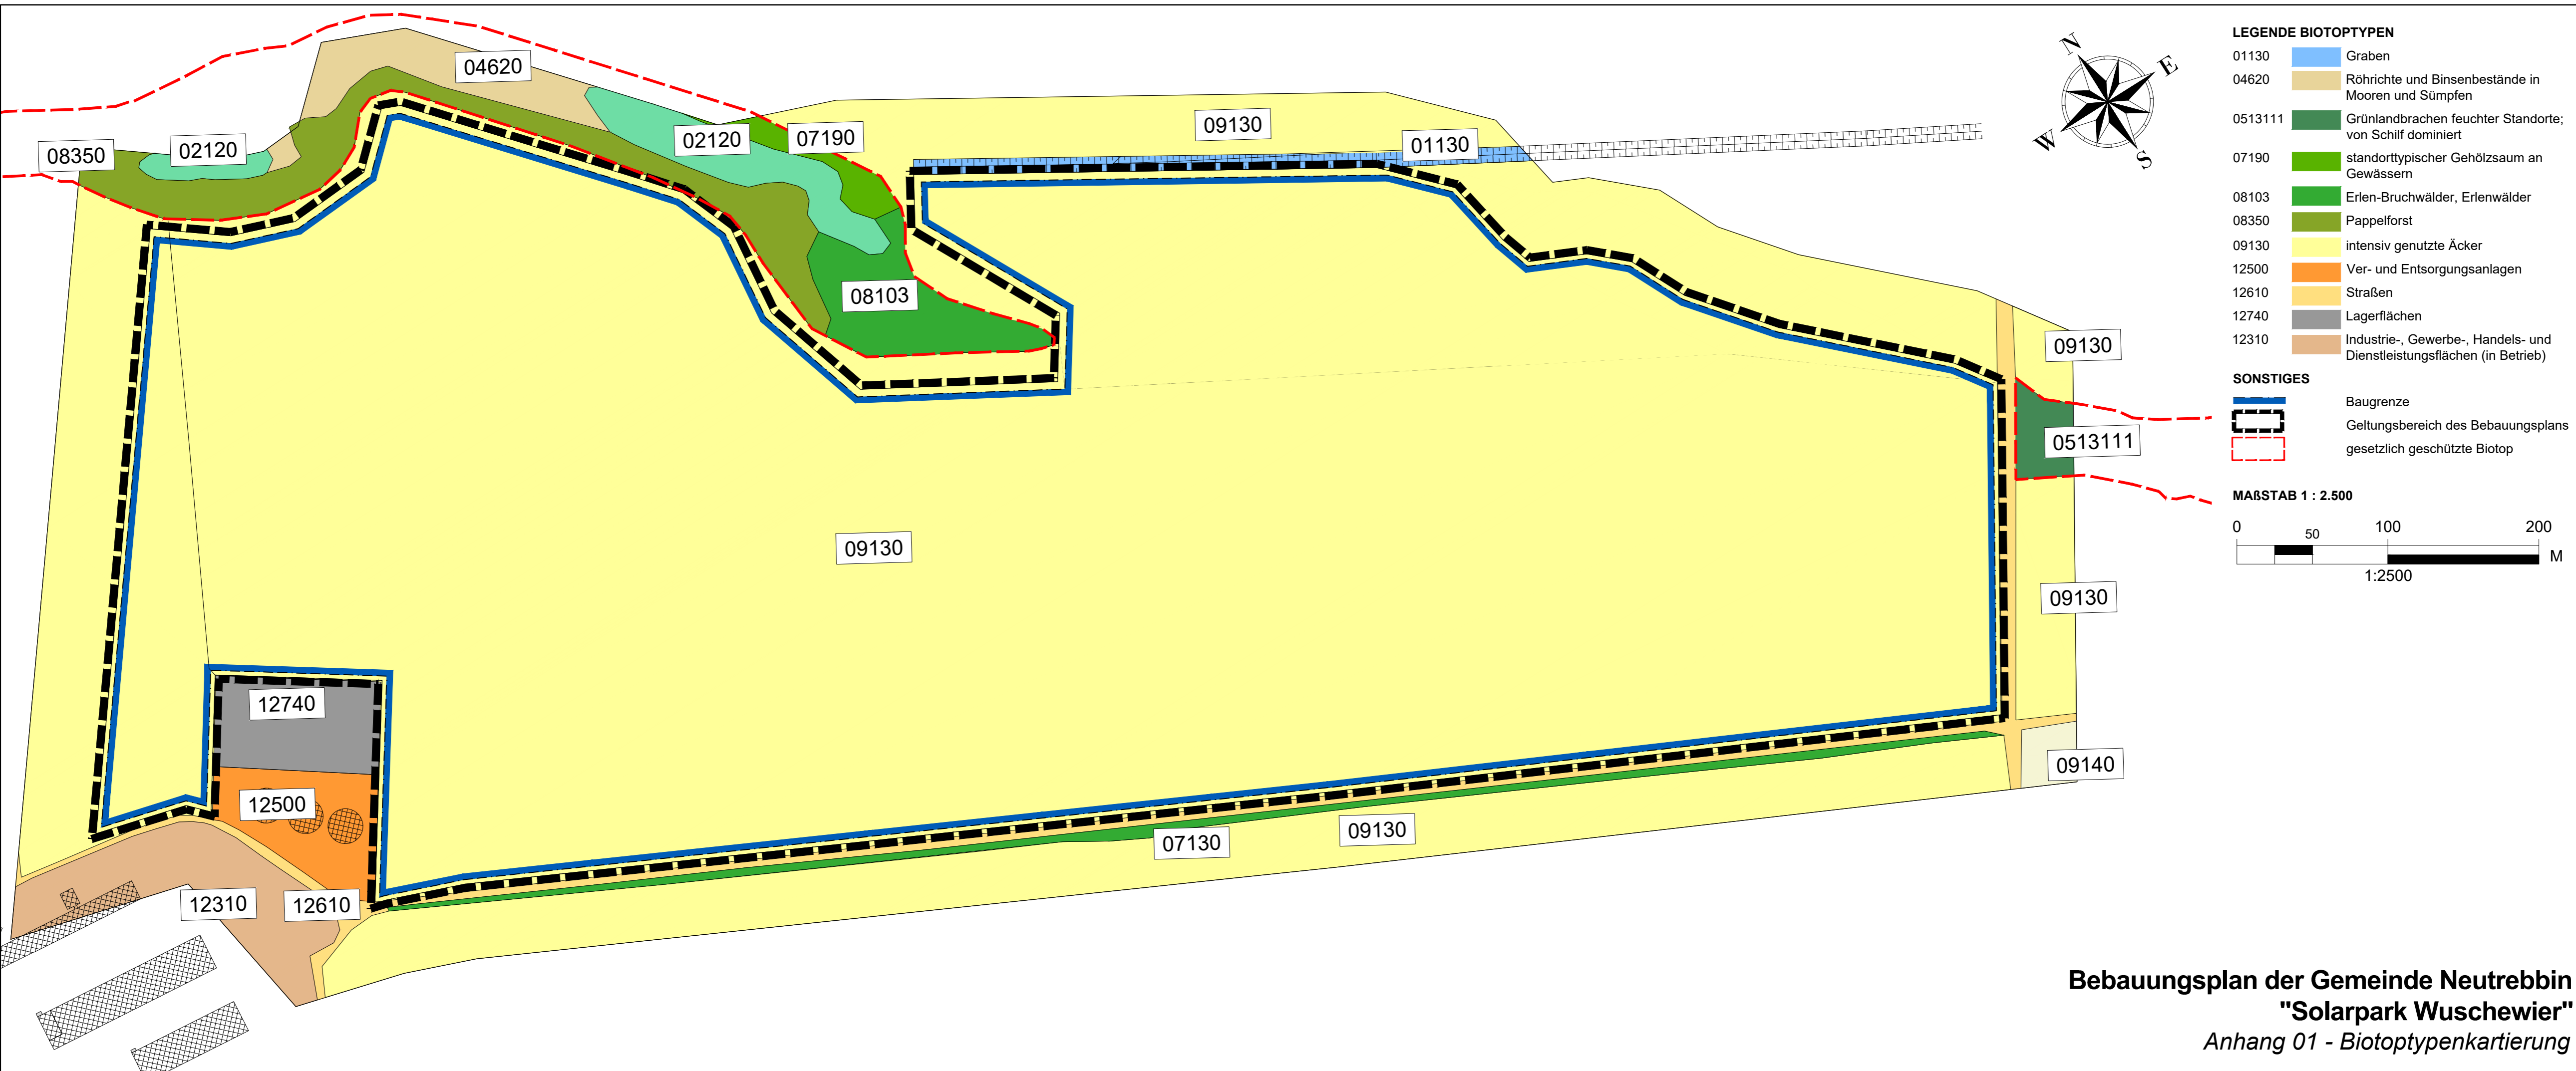 04620
02120
08350
02120
07190
09130
01130
08103
09130
0513111
09130
09130
12740
12500
12310
12610
07130
09130
09140
N
E
S
W
LEGENDE BIOTOPTYPEN
01130 Graben
04620 Röhrichte und Binsenbestände in
Mooren und Sümpfen
0513111 Grünlandbrachen feuchter Standorte;
von Schilf dominiert
07190 standorttypischer Gehölzsaum an
Gewässern
08103 Erlen-Bruchwälder, Erlenwälder
08350 Pappelforst
09130 intensiv genutzte Äcker
12500 Ver- und Entsorgungsanlagen
12610 Straßen
12740 Lagerflächen
12310 Industrie-, Gewerbe-, Handels- und
Dienstleistungsflächen (in Betrieb)
SONSTIGES
Baugrenze
Geltungsbereich des Bebauungsplans
gesetzlich geschützte Biotop
MAßSTAB 1 : 2.500
0 50 100 200
M
1:2500
Bebauungsplan der Gemeinde Neutrebbin
"Solarpark Wuschewier"
Anhang 01 - Biotoptypenkartierung